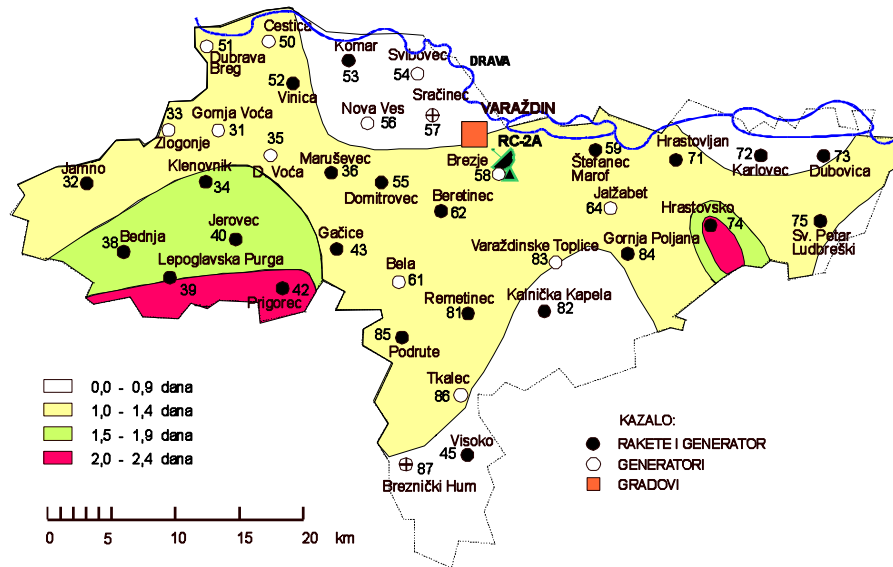 Cestica
50
51
Dubrava
Breg
Komar
53
Svibovec
54
DRAVA
52
Vinica
Sračinec
57
VARAŽDIN
Nova Ves
56
33
Zlogonje
Gornja Voća
31
35
D. Voća
RC-2A
Brezje
58
59
Štefanec
Marof
Hrastovljan
71
72
Karlovec
73
Dubovica
Jamno
32
Klenovnik
34
Maruševec
36
55
Domitrovec
Beretinec
62
Jalžabet
64
Hrastovsko
74
75
Sv. Petar
Ludbreški
38
Bednja
Jerovec
40
Gačice
43
Varaždinske Toplice
83
Gornja Poljana
84
Lepoglavska Purga
39
42
Prigorec
Bela
61
Remetinec
81
Kalnička Kapela
82
85
Podrute
Tkalec
86
Visoko
45
87
Breznički Hum
0,0 - 0,9 dana
1,0 - 1,4 dana
1,5 - 1,9 dana
2,0 - 2,4 dana
KAZALO:
RAKETE I GENERATOR
GENERATORI
GRADOVI
0 10 20 km